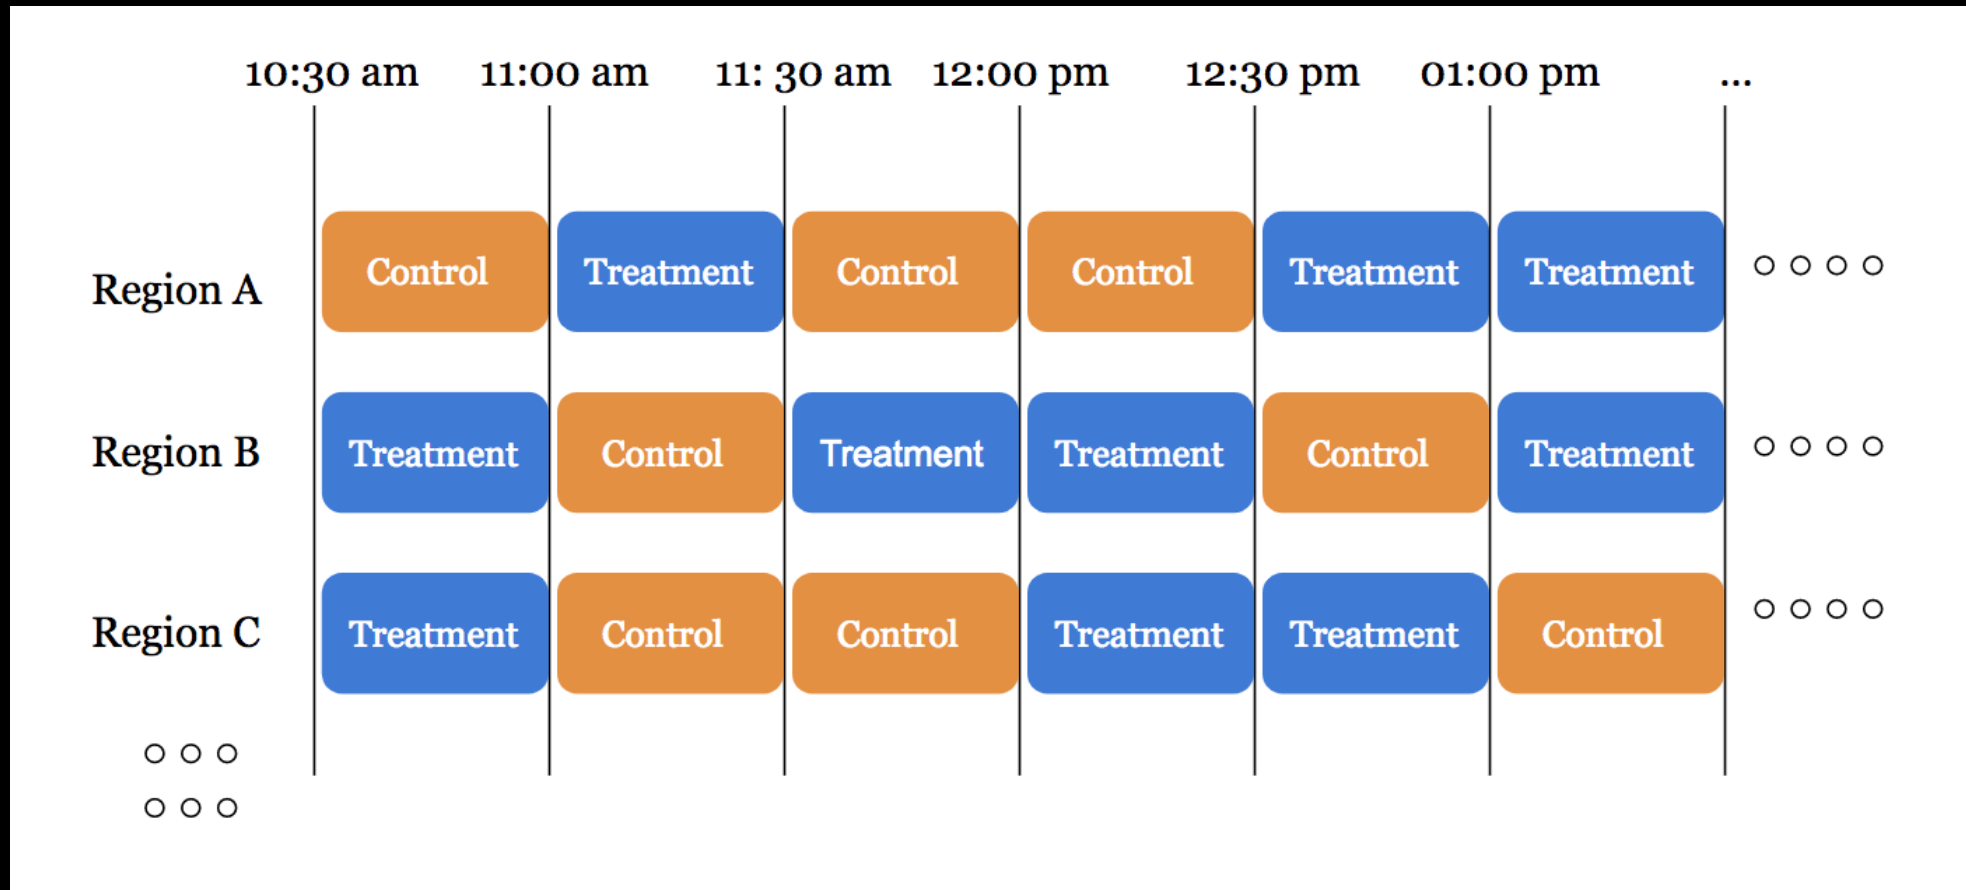 10:30 am 11:00 am 11: 30 am 12:00 pm 12:30 pm 01:00 pm ...
Region A Control Treatment Control Control Treatment Treatment
Region B Treatment Control Treatment Treatment Control Treatment
Region C Treatment Control Control Treatment Treatment Control